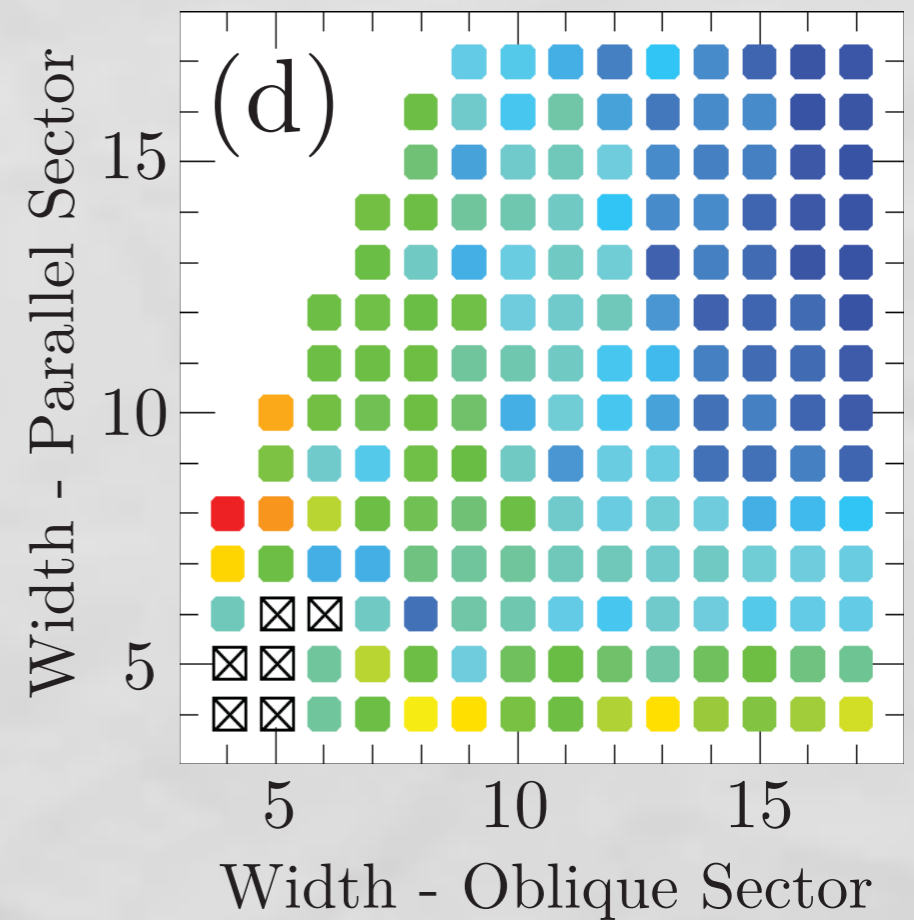 (d)
Width - Parallel Sector
15
10
5
5 10 15
Width - Oblique Sector